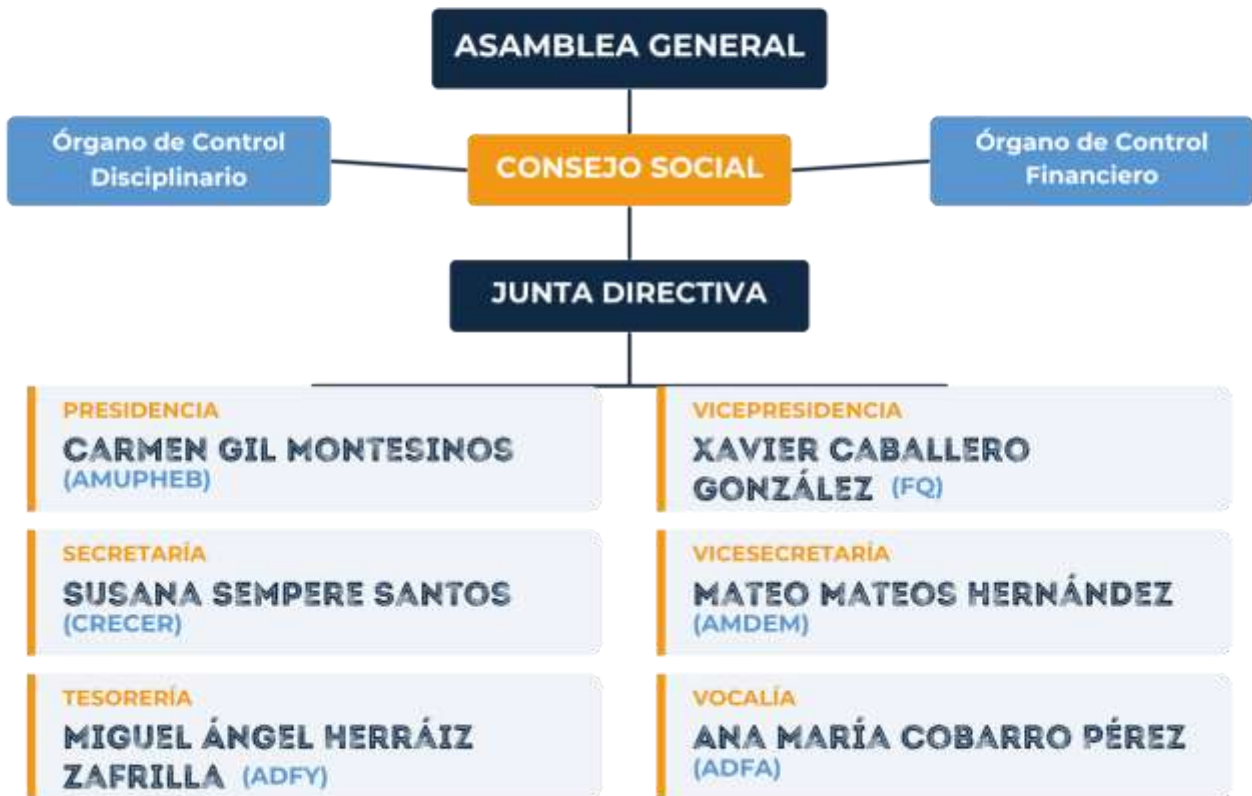 ASAMBLEA GENERAL
Órgano de Control
Disciplinario
CONSEJO SOCIAL
Órgano de Control
Financiero
JUNTA DIRECTIVA
PRESIDENCIA
CARMEN GIL MONTESINOS
(AMUPHEB)
VICEPRESIDENCIA
XAVIER CABALLERO
GONZÁLEZ (FQ)
SECRETARÍA
SUSANA SEMPERE SANTOS
(CRECER)
VICESECRETARÍA
MATEO MATEOS HERNÁNDEZ
(AMDEM)
TESORERÍA
MIGUEL ÁNGEL HERRÁIZ
ZAFRILLA (ADFY)
VOCALÍA
ANA MARÍA COBARRO PÉREZ
(ADFA)